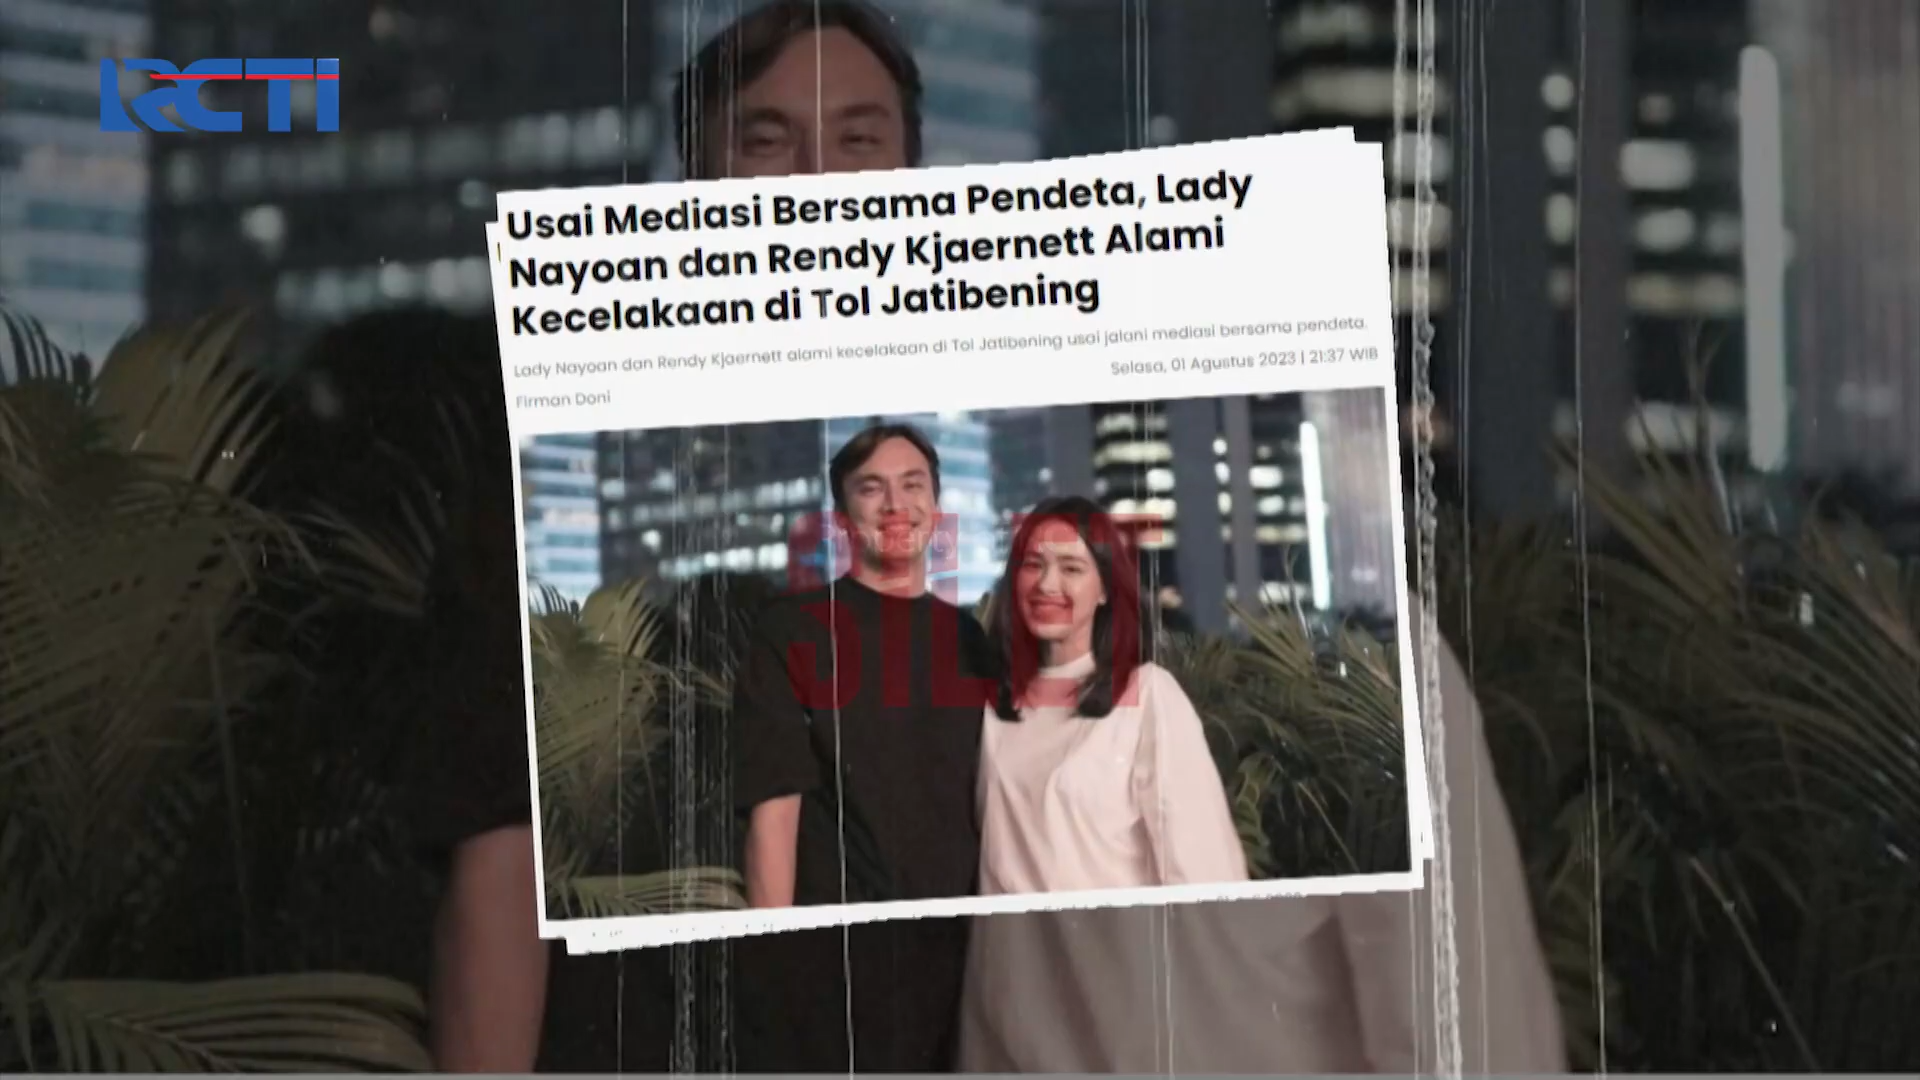 RCTI
Usai Mediasi Bersama Pendeta, Lady
Nayoan dan Rendy Kjaernett Alami
Kecelakaan di Tol Jatibening
Lady Nayoan dan Rendy Kjaernett alami kecelakaan di Tol Jatibening usai jalani mediasi bersama pendeta.
Selasa, 01 Agustus 2023 | 21:37 WIB
Firman Doni
SILET